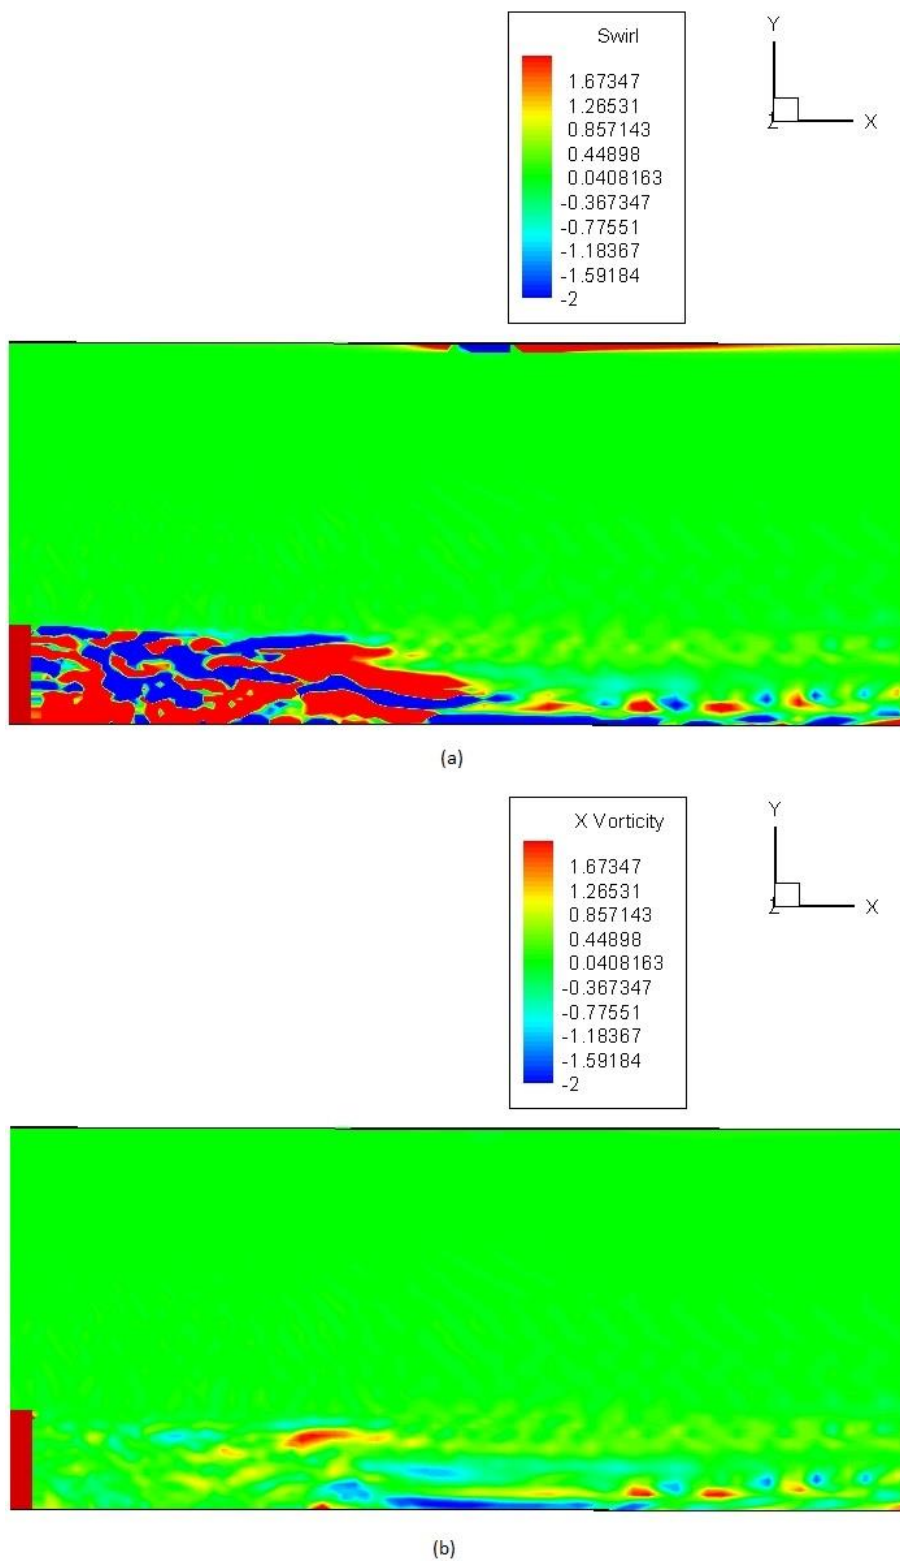 Swirl
1.67347
1.26531
0.857143
0.44898
0.0408163
-0.367347
-0.77551
-1.18367
-1.59184
-2
Y
Z
X
(a)
X Vorticity
1.67347
1.26531
0.857143
0.44898
0.0408163
-0.367347
-0.77551
-1.18367
-1.59184
-2
Y
Z
X
(b)